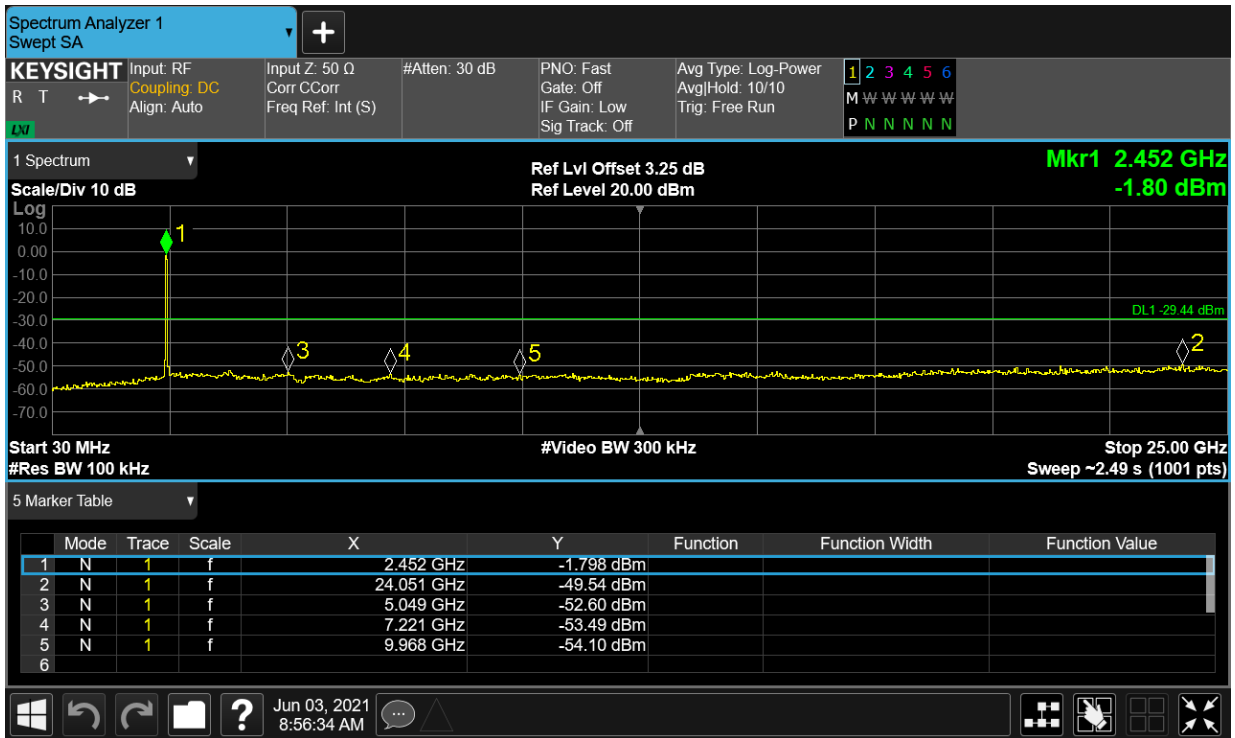 Spectrum Analyzer 1
Swept SA
KEYSIGHT
R T
LXI
Input: RF
Coupling: DC
Align: Auto
Input Z: 50 Ω
Corr CCorr
Freq Ref: Int (S)
#Atten: 30 dB
PNO: Fast
Gate: Off
IF Gain: Low
Sig Track: Off
Avg Type: Log-Power
Avg|Hold: 10/10
Trig: Free Run
1 2 3 4 5 6
M W W W W W
P N N N N N
1 Spectrum
Scale/Div 10 dB
Ref Lvl Offset 3.25 dB
Ref Level 20.00 dBm
Mkr1 2.452 GHz
-1.80 dBm
Log
10.0
0.00
-10.0
-20.0
-30.0
-40.0
-50.0
-60.0
-70.0
1
DL1 -29.44 dBm
3
4
5
2
Start 30 MHz
#Video BW 300 kHz
Stop 25.00 GHz
#Res BW 100 kHz
Sweep ~2.49 s (1001 pts)
5 Marker Table
Mode Trace Scale X Y Function Function Width Function Value
1 N 1 f 2.452 GHz -1.798 dBm
2 N 1 f 24.051 GHz -49.54 dBm
3 N 1 f 5.049 GHz -52.60 dBm
4 N 1 f 7.221 GHz -53.49 dBm
5 N 1 f 9.968 GHz -54.10 dBm
6
Jun 03, 2021
8:56:34 AM